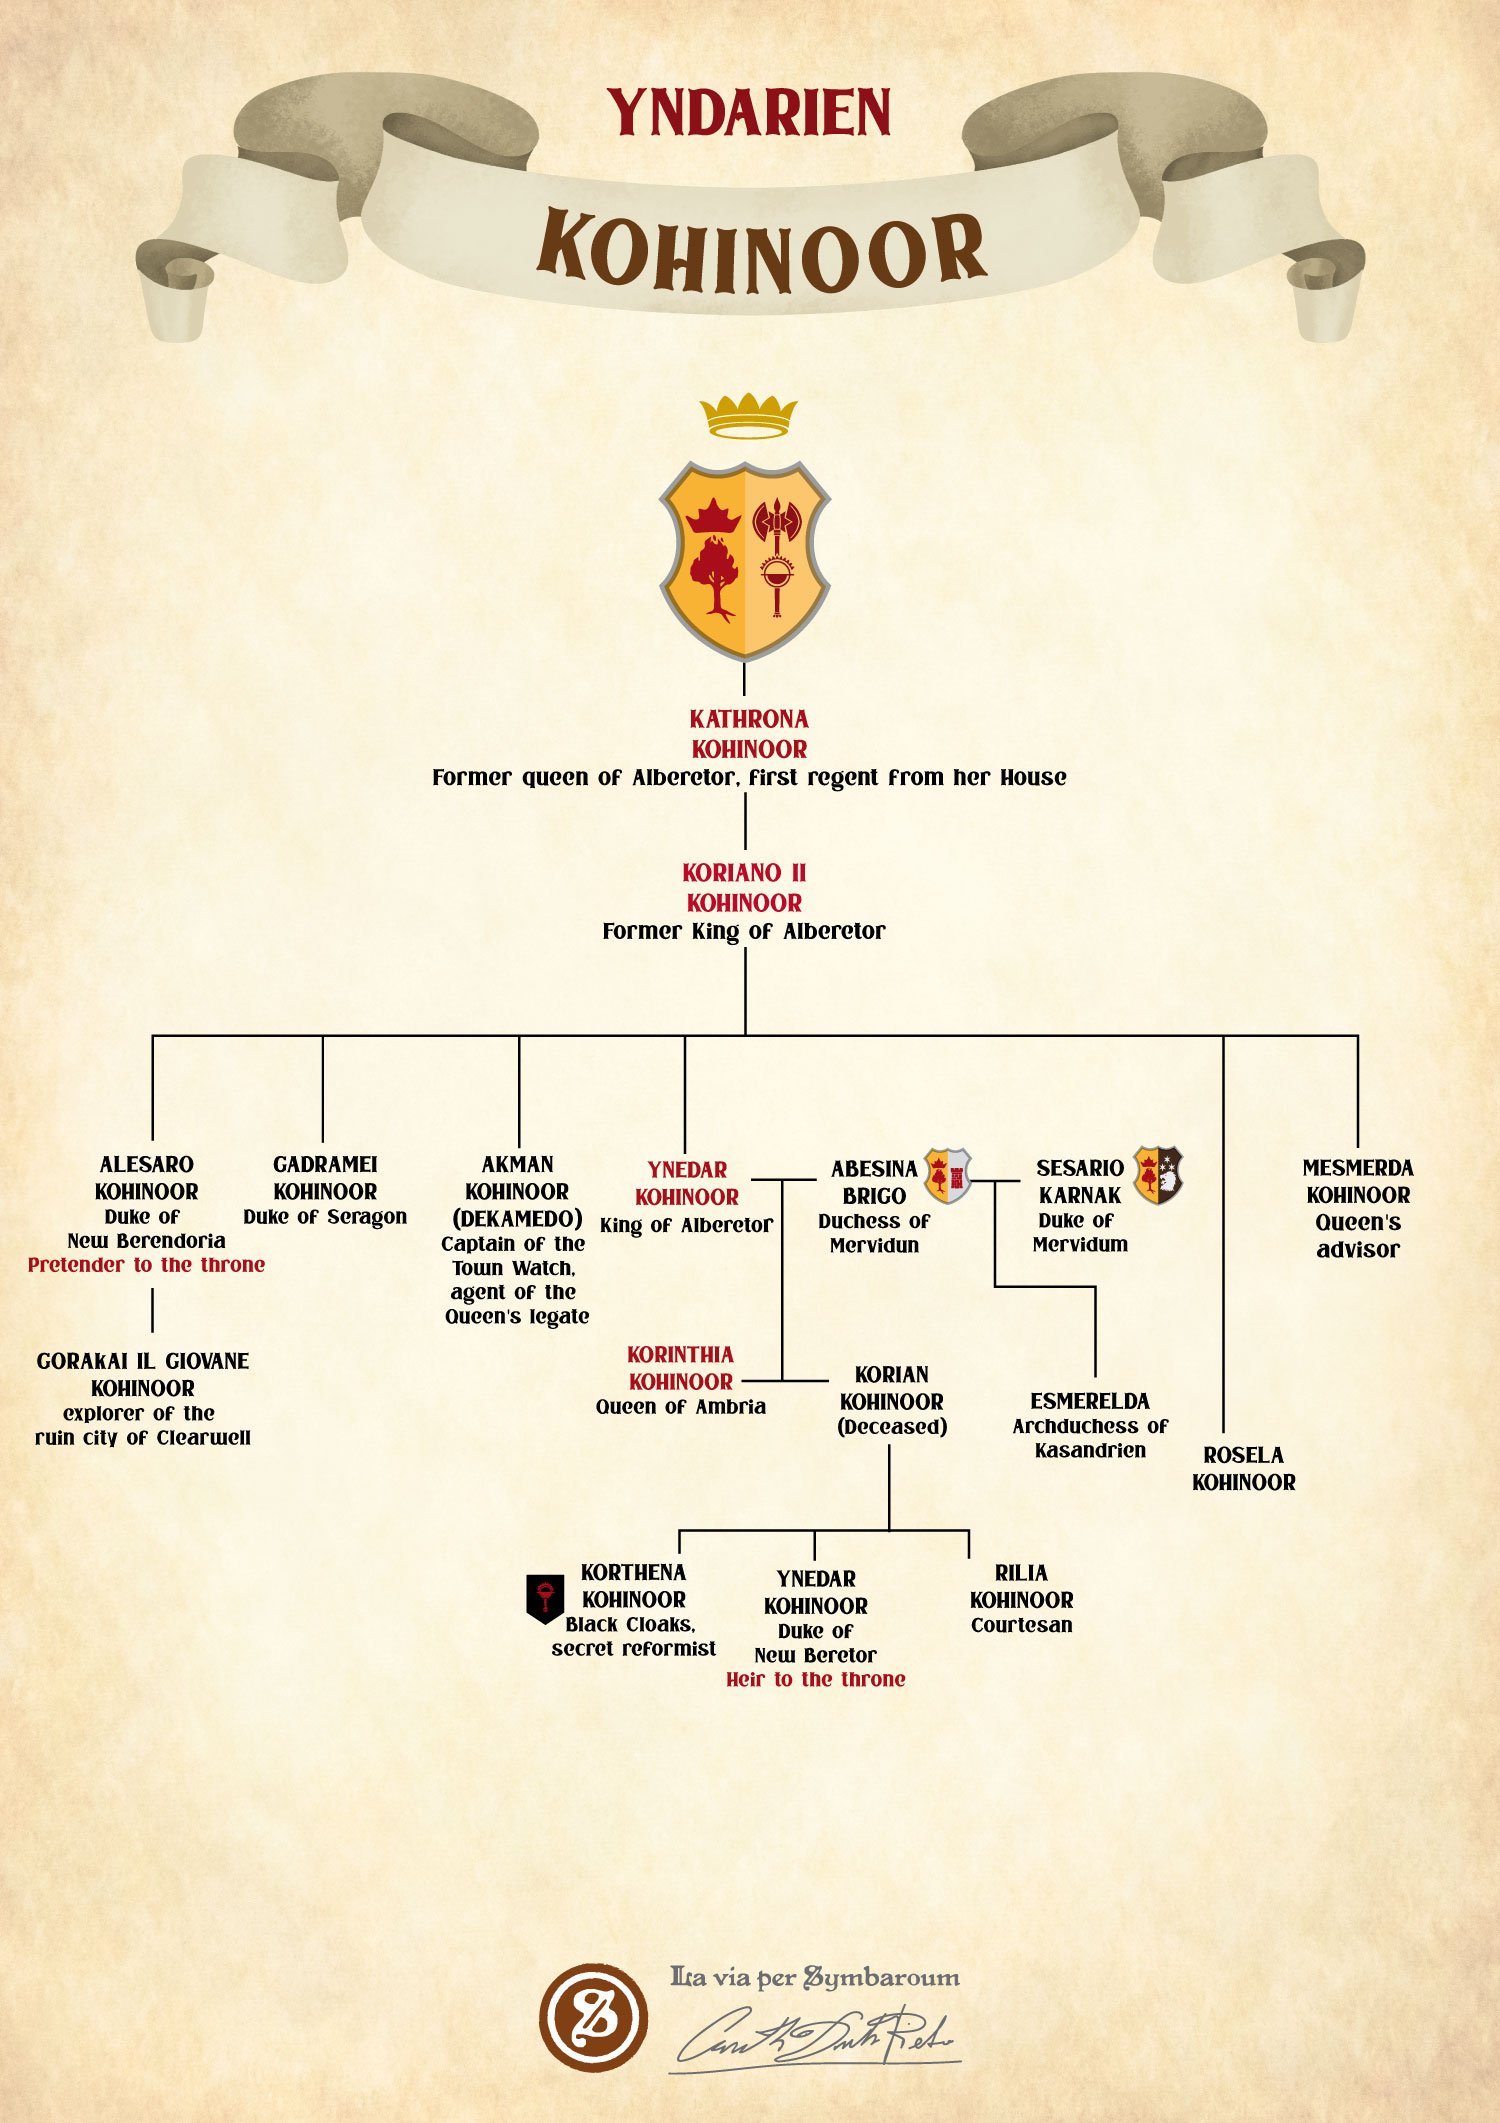 YNDARIEN
KOHINOOR
KATHRONA
KOHINOOR
Former queen of Alberetor, first regent from her House
KORIANO II
KOHINOOR
Former King of Alberetor
ALESARO
KOHINOOR
Duke of
New Berendoria
Pretender to the throne
GADRAMEI
KOHINOOR
Duke of Seragon
AKMAN
KOHINOOR
(DEKAMEDO)
Captain of the
Town Watch,
agent of the
Queen's legate
YNEDAR
KOHINOOR
King of Alberetor
ABESINA
BRIGO
Duchess of
Mervidun
SESARIO
KARNAK
Duke of
Mervidum
MESMERDA
KOHINOOR
Queen's
advisor
GORAKAI IL GIOVANE
KOHINOOR
explorer of the
ruin city of Clearwell
KORINTHIA
KOHINOOR
Queen of Ambria
KORIAN
KOHINOOR
(Deceased)
ESMERELDA
Archduchess of
Kasandrien
ROSELA
KOHINOOR
KORTHENA
KOHINOOR
Black Cloaks,
secret reformist
YNEDAR
KOHINOOR
Duke of
New Beretor
Heir to the throne
RILIA
KOHINOOR
Courtesan
S
La via per Symbaroum